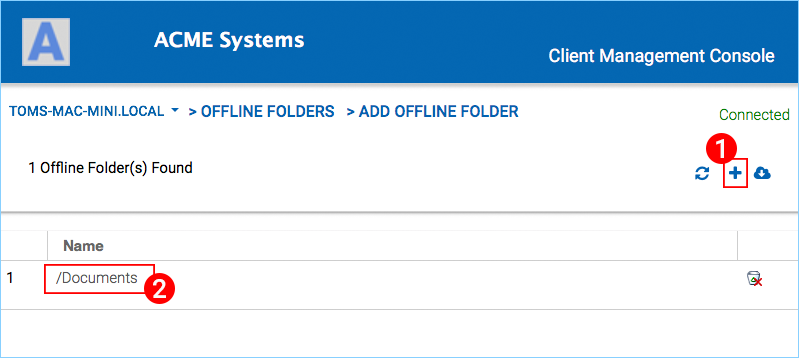 A
ACME Systems
Client Management Console
TOMS-MAC-MINI.LOCAL > OFFLINE FOLDERS > ADD OFFLINE FOLDER
Connected
1
1 Offline Folder(s) Found
Name
1 /Documents
2